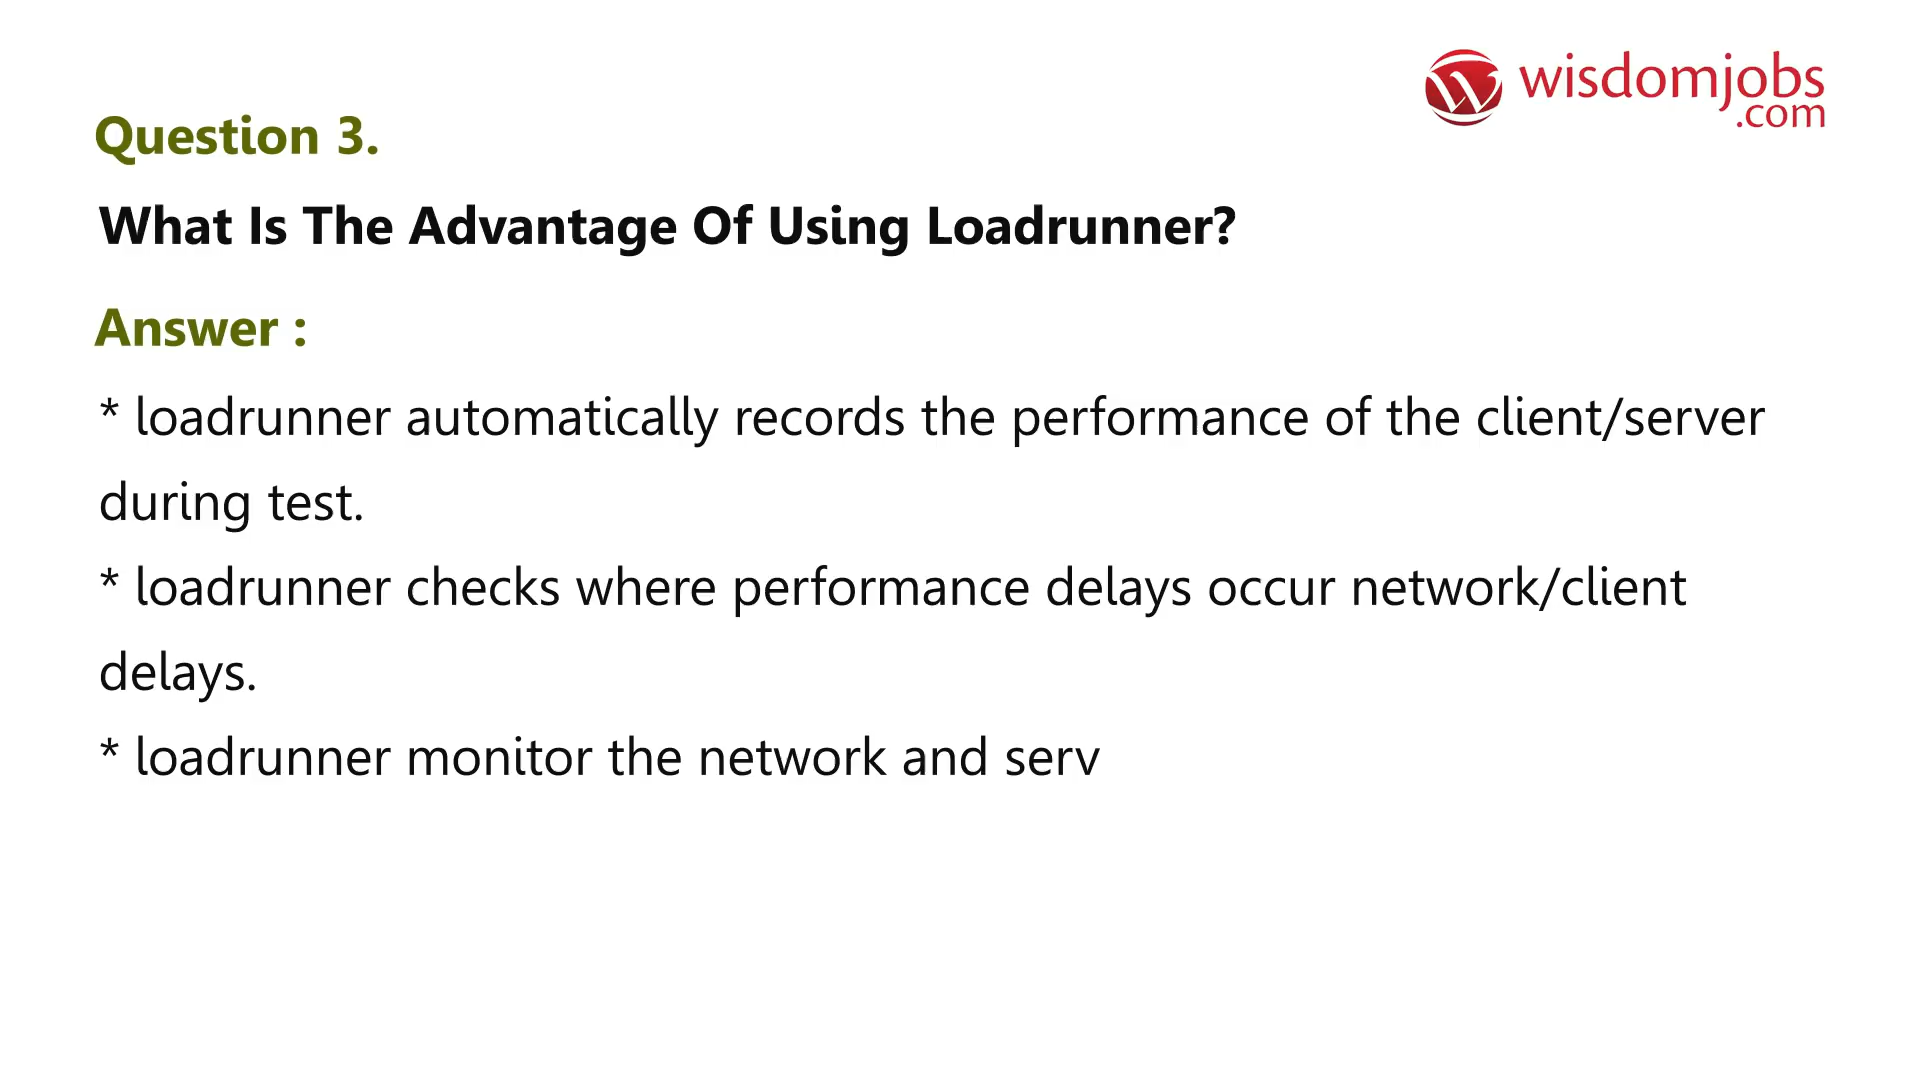 wisdomjobs
.com
Question 3.
What Is The Advantage Of Using Loadrunner?
Answer :
* loadrunner automatically records the performance of the client/server
during test.
* loadrunner checks where performance delays occur network/client
delays.
* loadrunner monitor the network and serv